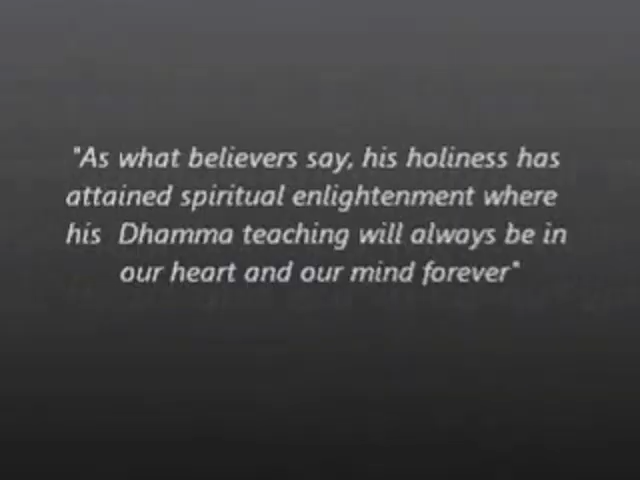 "As what believers say, his holiness has
attained spiritual enlightenment where
his Dhamma teaching will always be in
our heart and our mind forever"